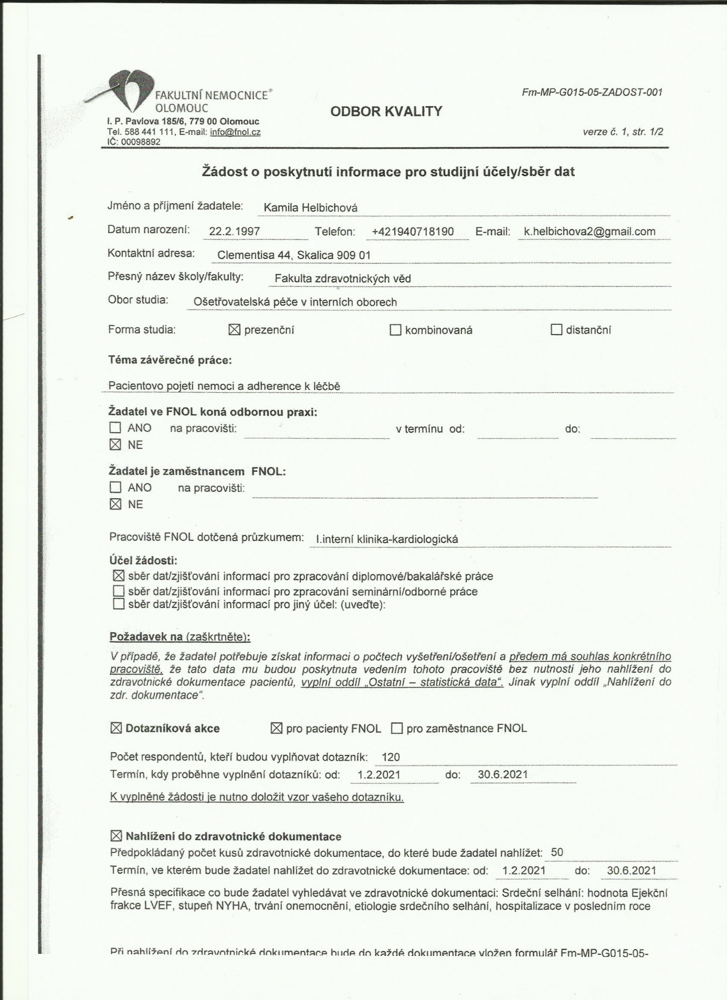 FAKULTNÍ NEMOCNICE®
OLOMOUC
I. P. Pavlova 185/6, 779 00 Olomouc
Tel. 588 441 111, E-mail: info@fnol.cz
IČ: 00098892
ODBOR KVALITY
Fm-MP-G015-05-ZADOST-001
verze č. 1, str. 1/2
Žádost o poskytnutí informace pro studijní účely/sběr dat
Jméno a příjmení žadatele: Kamila Helbichová
Datum narození: 22.2.1997 Telefon: +421940718190 E-mail: k.helbichova2@gmail.com
Kontaktní adresa: Clementisa 44, Skalica 909 01
Přesný název školy/fakulty: Fakulta zdravotnických věd
Obor studia: Ošetřovatelská péče v interních oborech
Forma studia: ☒ prezenční ☐ kombinovaná ☐ distanční
Téma závěrečné práce:
Pacientovo pojetí nemoci a adherence k léčbě
Žadatel ve FNOL koná odbornou praxi:
☐ ANO na pracovišti: v termínu od: do:
☒ NE
Žadatel je zaměstnancem FNOL:
☐ ANO na pracovišti:
☒ NE
Pracoviště FNOL dotčená průzkumem: I.interní klinika-kardiologická
Účel žádosti:
☒ sběr dat/zjišťování informací pro zpracování diplomové/bakalářské práce
☐ sběr dat/zjišťování informací pro zpracování seminární/odborné práce
☐ sběr dat/zjišťování informací pro jiný účel: (uveďte):
Požadavek na (zaškrtněte):
V případě, že žadatel potřebuje získat informaci o počtech vyšetření/ošetření a předem má souhlas konkrétního
pracoviště, že tato data mu budou poskytnuta vedením tohoto pracoviště bez nutnosti jeho nahlížení do
zdravotnické dokumentace pacientů, vyplní oddíl „Ostatní – statistická data“. Jinak vyplní oddíl „Nahlížení do
zdr. dokumentace“.
☒ Dotazníková akce ☒ pro pacienty FNOL ☐ pro zaměstnance FNOL
Počet respondentů, kteří budou vyplňovat dotazník: 120
Termín, kdy proběhne vyplnění dotazníků: od: 1.2.2021 do: 30.6.2021
K vyplněné žádosti je nutno doložit vzor vašeho dotazníku.
☒ Nahlížení do zdravotnické dokumentace
Předpokládaný počet kusů zdravotnické dokumentace, do které bude žadatel nahlížet: 50
Termín, ve kterém bude žadatel nahlížet do zdravotnické dokumentace: od: 1.2.2021 do: 30.6.2021
Přesná specifikace co bude žadatel vyhledávat ve zdravotnické dokumentaci: Srdeční selhání: hodnota Ejekční
frakce LVEF, stupeň NYHA, trvání onemocnění, etiologie srdečního selhání, hospitalizace v posledním roce
Při nahlížení do zdravotnické dokumentace bude do každé dokumentace vložen formulář Fm-MP-G015-05-